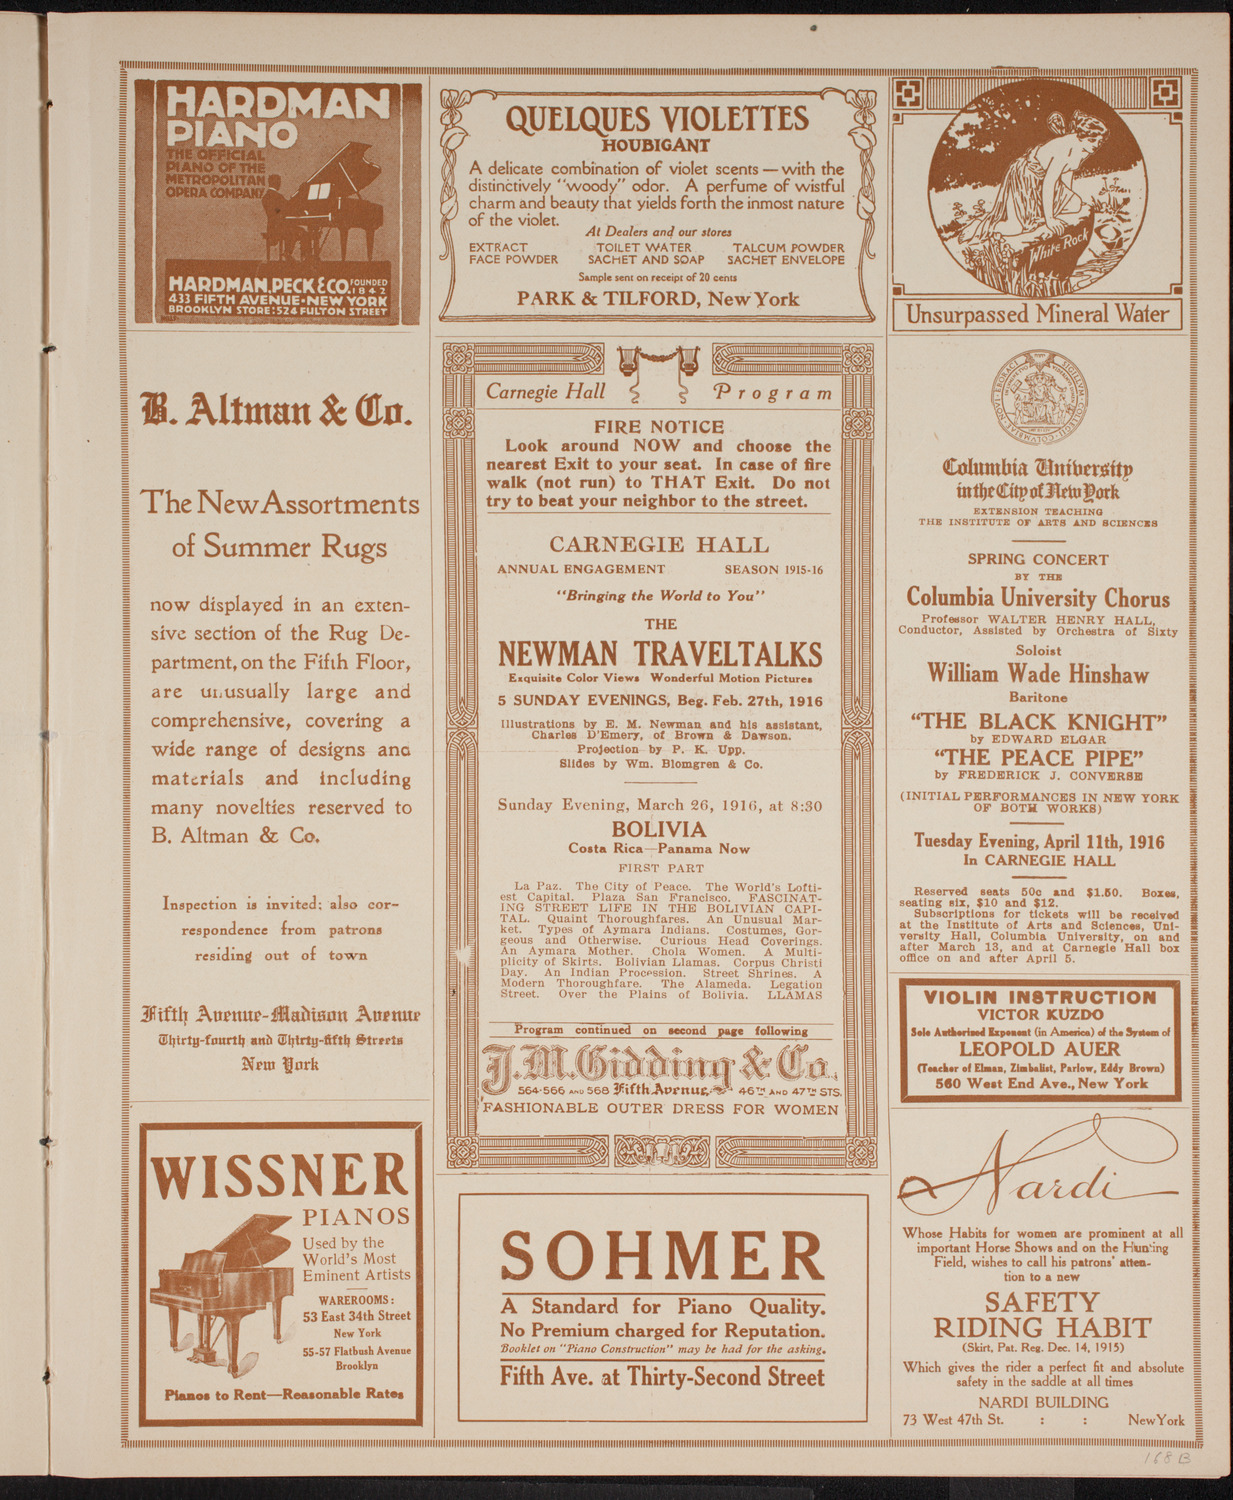 HARDMAN
PIANO
THE OFFICIAL
PIANO OF THE
METROPOLITAN
OPERA COMPANY
HARDMAN, PECK & CO. FOUNDED 1842
433 FIFTH AVENUE-NEW YORK
BROOKLYN STORE: 524 FULTON STREET
B. Altman & Co.
The New Assortments
of Summer Rugs
now displayed in an exten-
sive section of the Rug De-
partment, on the Fifth Floor,
are unusually large and
comprehensive, covering a
wide range of designs and
materials and including
many novelties reserved to
B. Altman & Co.
Inspection is invited; also cor-
respondence from patrons
residing out of town
Fifth Avenue-Madison Avenue
Thirty-fourth and Thirty-fifth Streets
New York
WISSNER
PIANOS
Used by the
World's Most
Eminent Artists
WAREROOMS:
53 East 34th Street
New York
55-57 Flatbush Avenue
Brooklyn
Pianos to Rent—Reasonable Rates
QUELQUES VIOLETTES
HOUBIGANT
A delicate combination of violet scents — with the
distinctively "woody" odor. A perfume of wistful
charm and beauty that yields forth the inmost nature
of the violet.
At Dealers and our stores
EXTRACT TOILET WATER TALCUM POWDER
FACE POWDER SACHET AND SOAP SACHET ENVELOPE
Sample sent on receipt of 20 cents
PARK & TILFORD, New York
Carnegie Hall Program
FIRE NOTICE
Look around NOW and choose the
nearest Exit to your seat. In case of fire
walk (not run) to THAT Exit. Do not
try to beat your neighbor to the street.
CARNEGIE HALL
ANNUAL ENGAGEMENT SEASON 1915-16
"Bringing the World to You"
THE
NEWMAN TRAVELTALKS
Exquisite Color Views Wonderful Motion Pictures
5 SUNDAY EVENINGS, Beg. Feb. 27th, 1916
Illustrations by E. M. Newman and his assistant,
Charles D'Emery, of Brown & Dawson.
Projection by P. K. Upp.
Slides by Wm. Blomgren & Co.
Sunday Evening, March 26, 1916, at 8:30
BOLIVIA
Costa Rica—Panama Now
FIRST PART
La Paz. The City of Peace. The World's Lofti-
est Capital. Plaza San Francisco. FASCINAT-
ING STREET LIFE IN THE BOLIVIAN CAPI-
TAL. Quaint Thoroughfares. An Unusual Mar-
ket. Types of Aymara Indians. Costumes, Gor-
geous and Otherwise. Curious Head Coverings.
An Aymara Mother. Chola Women. A Multi-
plicity of Skirts. Bolivian Llamas. Corpus Christi
Day. An Indian Procession. Street Shrines. A
Modern Thoroughfare. The Alameda. Legation
Street. Over the Plains of Bolivia. LLAMAS
Program continued on second page following
J.M. Gidding & Co.
564-566 AND 568 Fifth Avenue, 46TH AND 47TH STS.
FASHIONABLE OUTER DRESS FOR WOMEN
SOHMER
A Standard for Piano Quality.
No Premium charged for Reputation.
Booklet on "Piano Construction" may be had for the asking.
Fifth Ave. at Thirty-Second Street
White Rock
Unsurpassed Mineral Water
Columbia University
in the City of New York
EXTENSION TEACHING
THE INSTITUTE OF ARTS AND SCIENCES
SPRING CONCERT
BY THE
Columbia University Chorus
Professor WALTER HENRY HALL,
Conductor, Assisted by Orchestra of Sixty
Soloist
William Wade Hinshaw
Baritone
"THE BLACK KNIGHT"
by EDWARD ELGAR
"THE PEACE PIPE"
by FREDERICK J. CONVERSE
(INITIAL PERFORMANCES IN NEW YORK
OF BOTH WORKS)
Tuesday Evening, April 11th, 1916
In CARNEGIE HALL
Reserved seats 50c and $1.50. Boxes,
seating six, $10 and $12.
Subscriptions for tickets will be received
at the Institute of Arts and Sciences, Uni-
versity Hall, Columbia University, on and
after March 13, and at Carnegie Hall box
office on and after April 5.
VIOLIN INSTRUCTION
VICTOR KUZDO
Sole Authorised Exponent (in America) of the System of
LEOPOLD AUER
(Teacher of Elman, Zimbalist, Parlow, Eddy Brown)
560 West End Ave., New York
Nardi
Whose Habits for women are prominent at all
important Horse Shows and on the Hunting
Field, wishes to call his patrons' atten-
tion to a new
SAFETY
RIDING HABIT
(Skirt, Pat. Reg. Dec. 14, 1915)
Which gives the rider a perfect fit and absolute
safety in the saddle at all times
NARDI BUILDING
73 West 47th St. : : New York
168 B